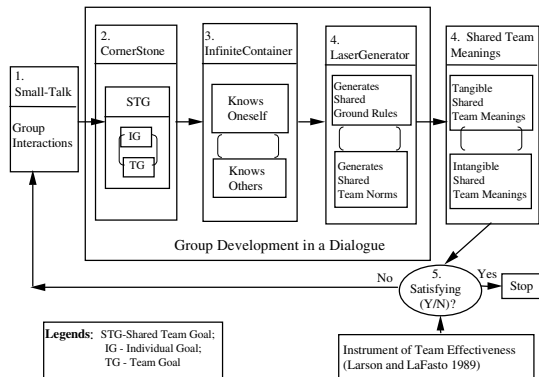 1.
Small-Talk
Group
Interactions
2.
CornerStone
STG
IG
TG
3.
InfiniteContainer
Knows
Oneself
Knows
Others
4.
LaserGenerator
Generates
Shared
Ground Rules
Generates
Shared
Team Norms
4. Shared Team
Meanings
Tangible
Shared
Team Meanings
Intangible
Shared
Team Meanings
Group Development in a Dialogue
No
5.
Satisfying
(Y/N)?
Yes
Stop
Legends: STG-Shared Team Goal;
IG - Individual Goal;
TG - Team Goal
Instrument of Team Effectiveness
(Larson and LaFasto 1989)